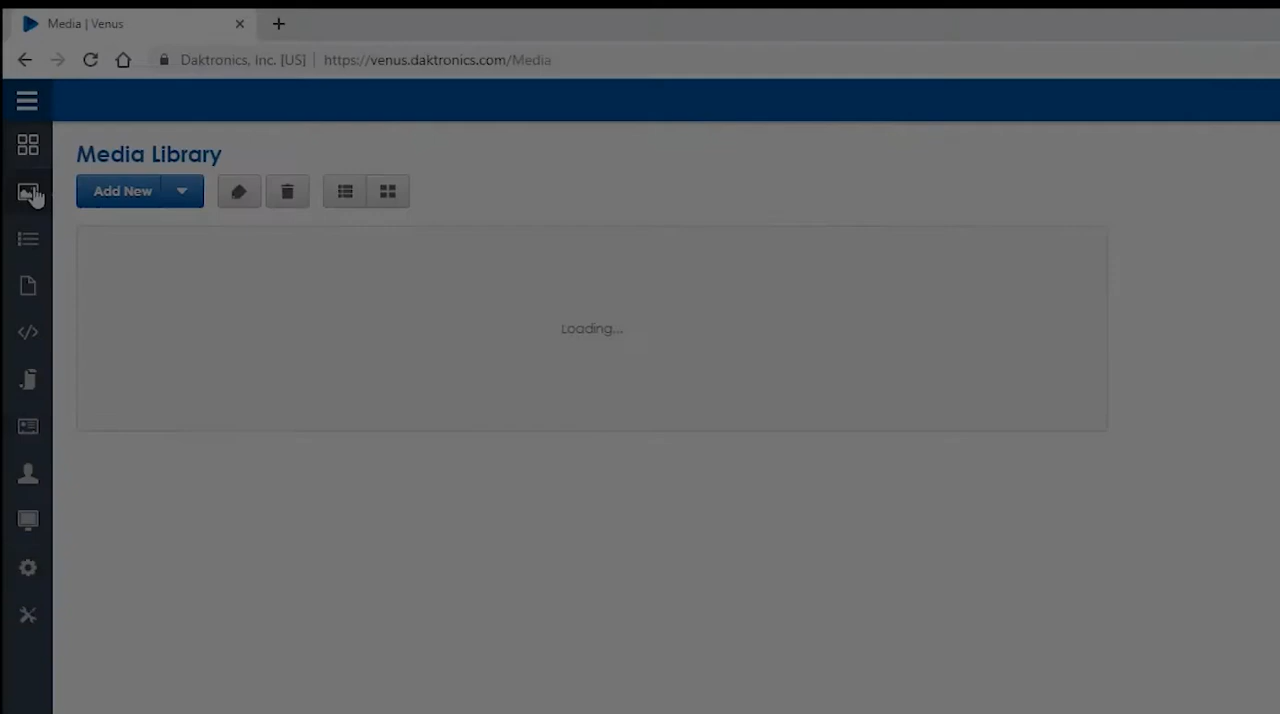 Media | Venus
Daktronics, Inc. [US] | https://venus.daktronics.com/Media
Media Library
Add New
Loading...